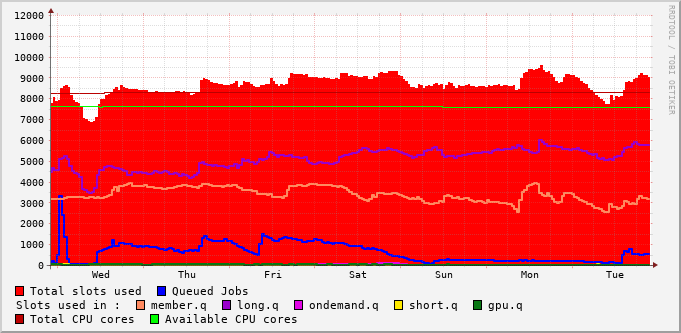 RRDTOOL / TOBI OETIKER
12000
11000
10000
9000
8000
7000
6000
5000
4000
3000
2000
1000
0
Wed Thu Fri Sat Sun Mon Tue
Total slots used Queued Jobs
Slots used in : member.q long.q ondemand.q short.q gpu.q
Total CPU cores Available CPU cores